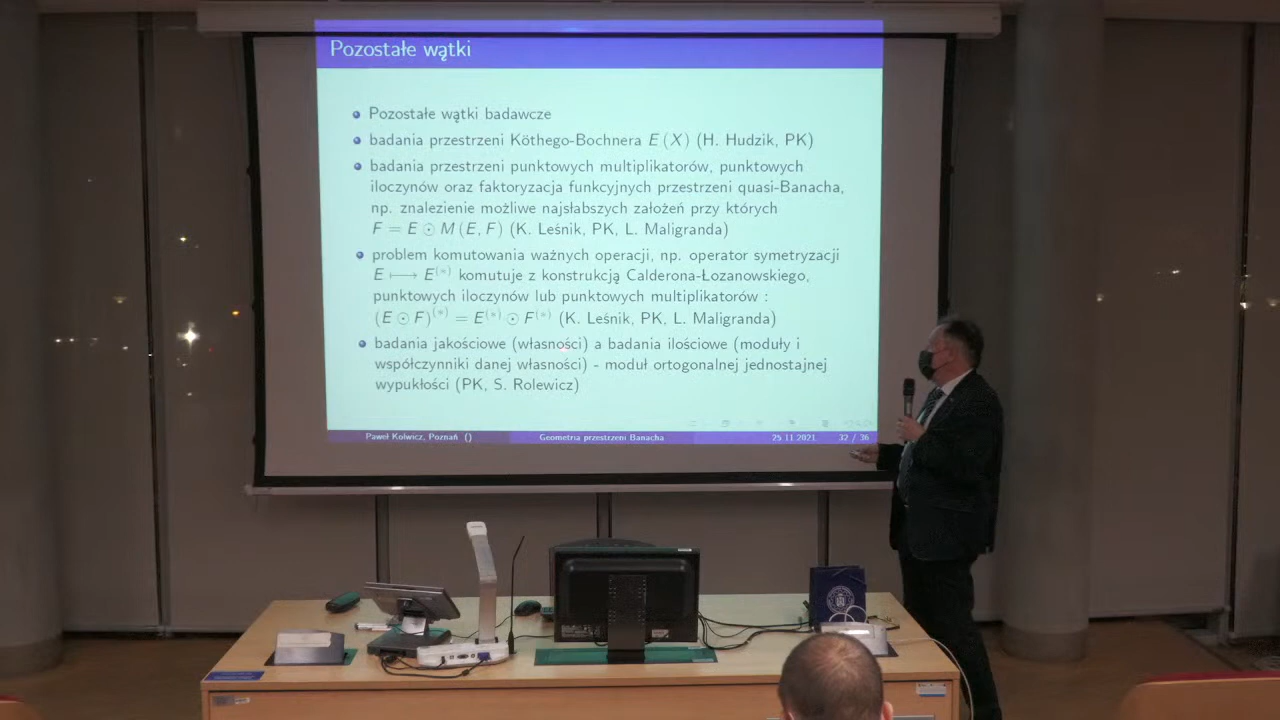 Pozostałe wątki
Pozostałe wątki badawcze
badania przestrzeni Köthego-Bochnera E (X) (H. Hudzik, PK)
badania przestrzeni punktowych multiplikatorów, punktowych
iloczynów oraz faktoryzacja funkcyjnych przestrzeni quasi-Banacha,
np. znalezienie możliwe najsłabszych założeń przy których
F = E ⊙ M (E, F) (K. Leśnik, PK, L. Maligranda)
problem komutowania ważnych operacji, np. operator symetryzacji
E ⟼ E^(*) komutuje z konstrukcją Calderona-Łozanowskiego,
punktowych iloczynów lub punktowych multiplikatorów :
(E ⊙ F)^(*) = E^(*) ⊙ F^(*) (K. Leśnik, PK, L. Maligranda)
badania jakościowe (własności) a badania ilościowe (moduły i
współczynniki danej własności) - moduł ortogonalnej jednostajnej
wypukłości (PK, S. Rolewicz)
Paweł Kolwicz, Poznań () Geometria przestrzeni Banacha 25.11.2021 32 / 36